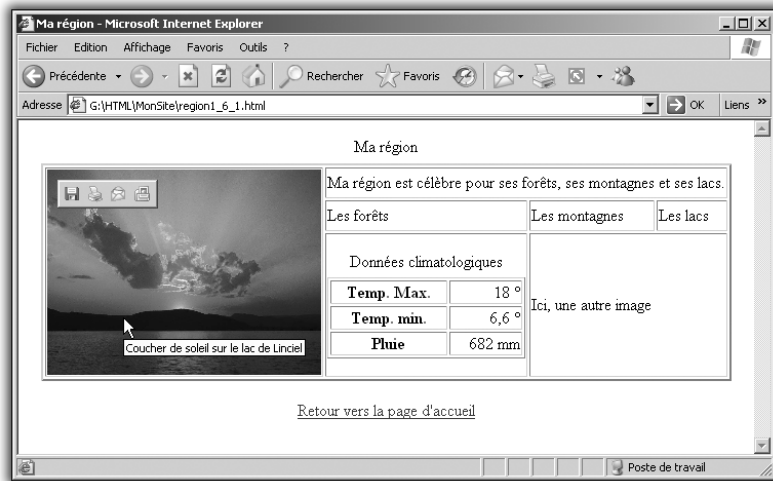 Ma région - Microsoft Internet Explorer
Fichier Edition Affichage Favoris Outils ?
Précédente Rechercher Favoris
Adresse G:\HTML\MonSite\region1_6_1.html OK Liens »
Ma région
Ma région est célèbre pour ses forêts, ses montagnes et ses lacs.
Les forêts Les montagnes Les lacs
Données climatologiques
Temp. Max. 18 °
Temp. min. 6,6 °
Pluie 682 mm
Ici, une autre image
Coucher de soleil sur le lac de Linciel
Retour vers la page d'accueil
Poste de travail